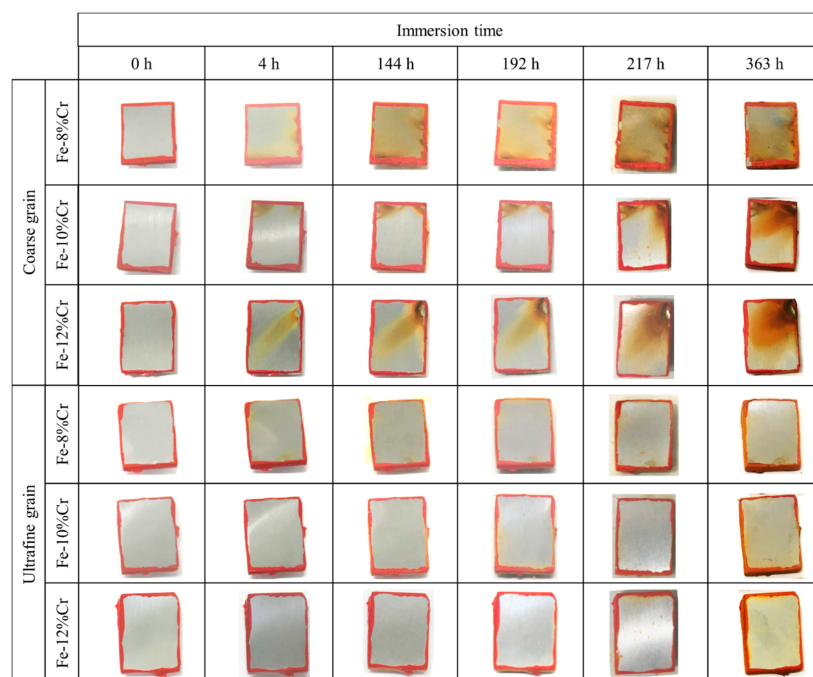 Immersion time
0 h 4 h 144 h 192 h 217 h 363 h
Coarse grain
Fe-8%Cr
Fe-10%Cr
Fe-12%Cr
Ultrafine grain
Fe-8%Cr
Fe-10%Cr
Fe-12%Cr